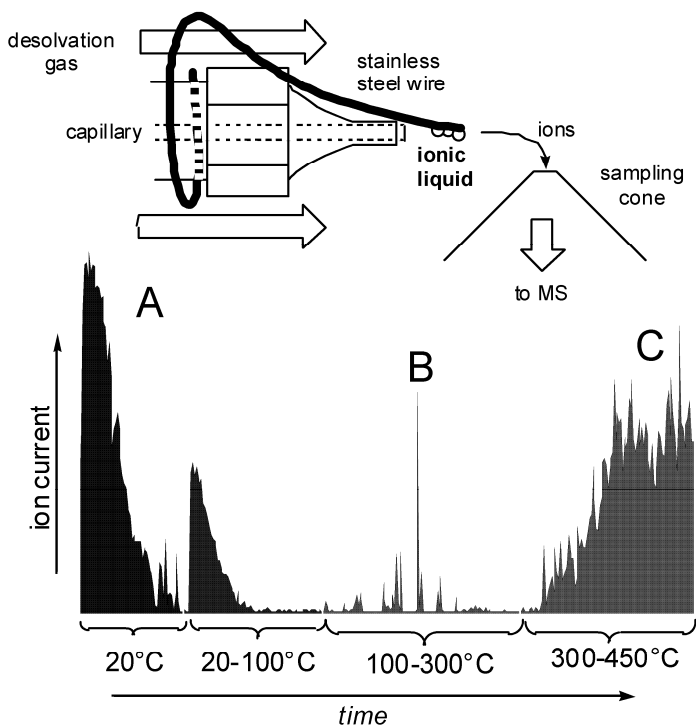 desolvation
gas
stainless
steel wire
capillary
ions
ionic
liquid
sampling
cone
to MS
A
B
C
ion current
20°C
20-100°C
100-300°C
300-450°C
time